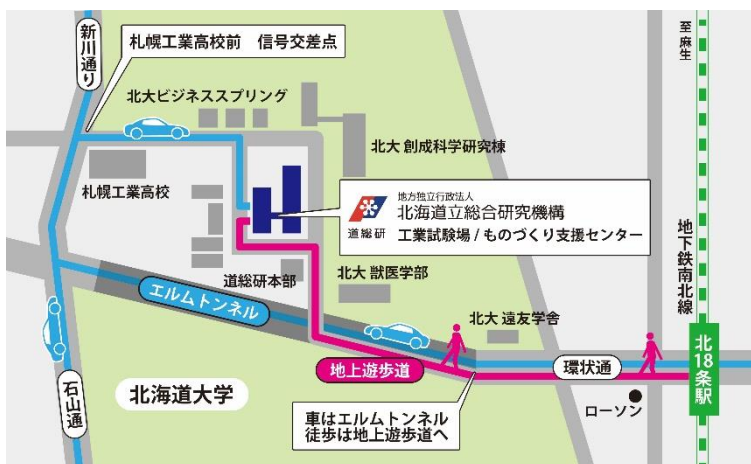 新川通り
札幌工業高校前　信号交差点
至麻生
北大ビジネススプリング
北大 創成科学研究棟
札幌工業高校
地方独立行政法人
北海道立総合研究機構
道総研
工業試験場/ものづくり支援センター
地下鉄南北線
道総研本部
北大 獣医学部
エルムトンネル
北大 遠友学舎
北18条駅
地上遊歩道
環状通
石山通
北海道大学
ローソン
車はエルムトンネル
徒歩は地上遊歩道へ